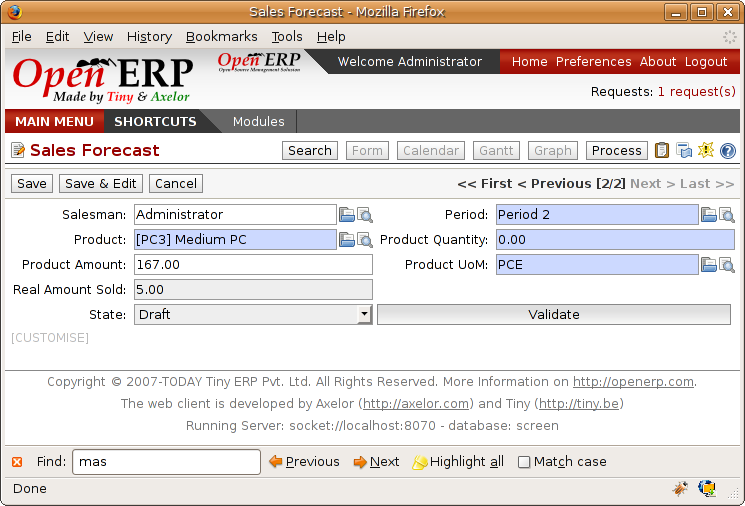 Sales Forecast - Mozilla Firefox
File Edit View History Bookmarks Tools Help
Open ERP
Made by Tiny & Axelor
Open ERP
Open-Source Management Solution
Welcome Administrator
Home Preferences About Logout
Requests: 1 request(s)
MAIN MENU SHORTCUTS Modules
Sales Forecast Search Form Calendar Gantt Graph Process
Save Save & Edit Cancel << First < Previous [2/2] Next > Last >>
Salesman: Administrator Period: Period 2
Product: [PC3] Medium PC Product Quantity: 0.00
Product Amount: 167.00 Product UoM: PCE
Real Amount Sold: 5.00
State: Draft Validate
[CUSTOMISE]
Copyright © 2007-TODAY Tiny ERP Pvt. Ltd. All Rights Reserved. More Information on http://openerp.com.
The web client is developed by Axelor (http://axelor.com) and Tiny (http://tiny.be)
Running Server: socket://localhost:8070 - database: screen
Find: mas Previous Next Highlight all Match case
Done